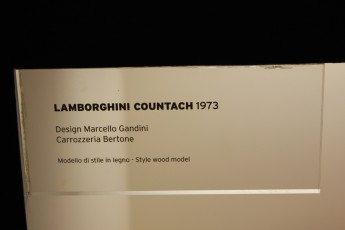 LAMBORGHINI COUNTACH 1973
Design Marcello Gandini
Carrozzeria Bertone
Modello di stile in legno - Style wood model